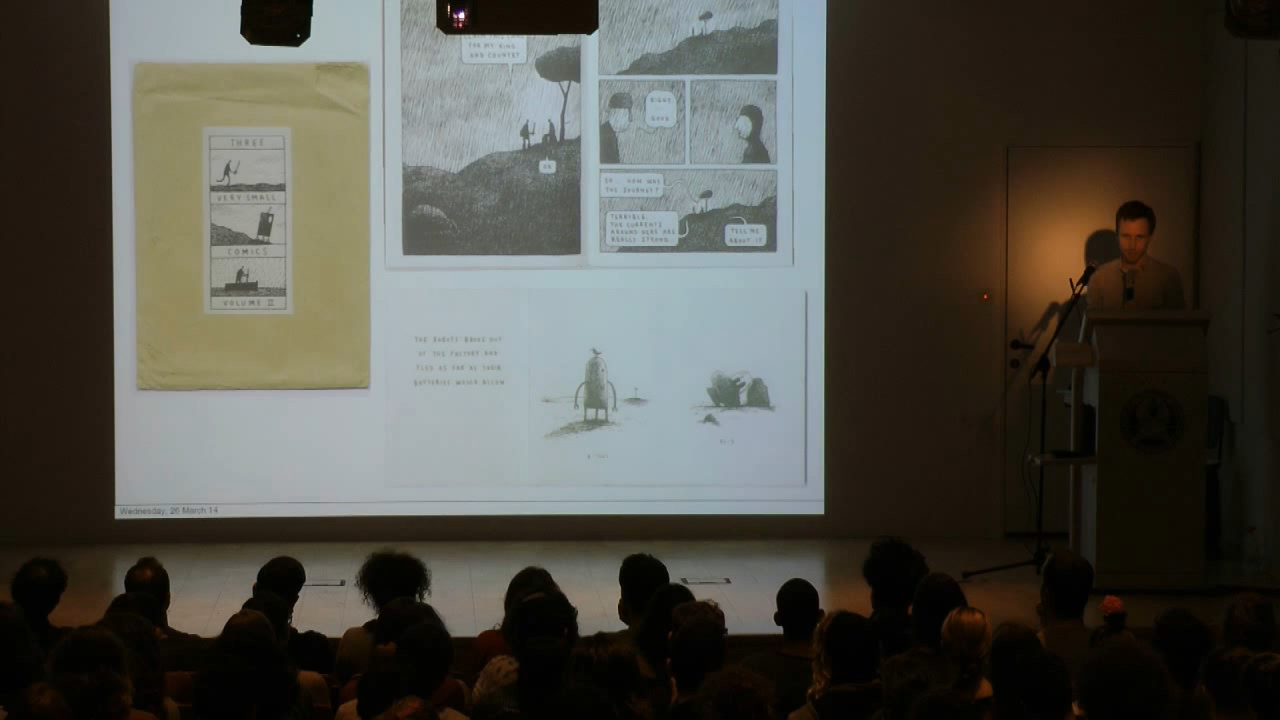 THREE
VERY SMALL
COMICS
VOLUME II
FOR MY KING
AND COUNTRY
OK
RIGHT
GOOD
SO.. HOW WAS
THE JOURNEY?
TERRIBLE.
THE CURRENTS
AROUND HERE ARE
REALLY STRONG.
TELL ME
ABOUT IT
THE ROBOTS BROKE OUT
OF THE FACTORY AND
FLED AS FAR AS THEIR
BATTERIES WOULD ALLOW
Wednesday, 26 March 14